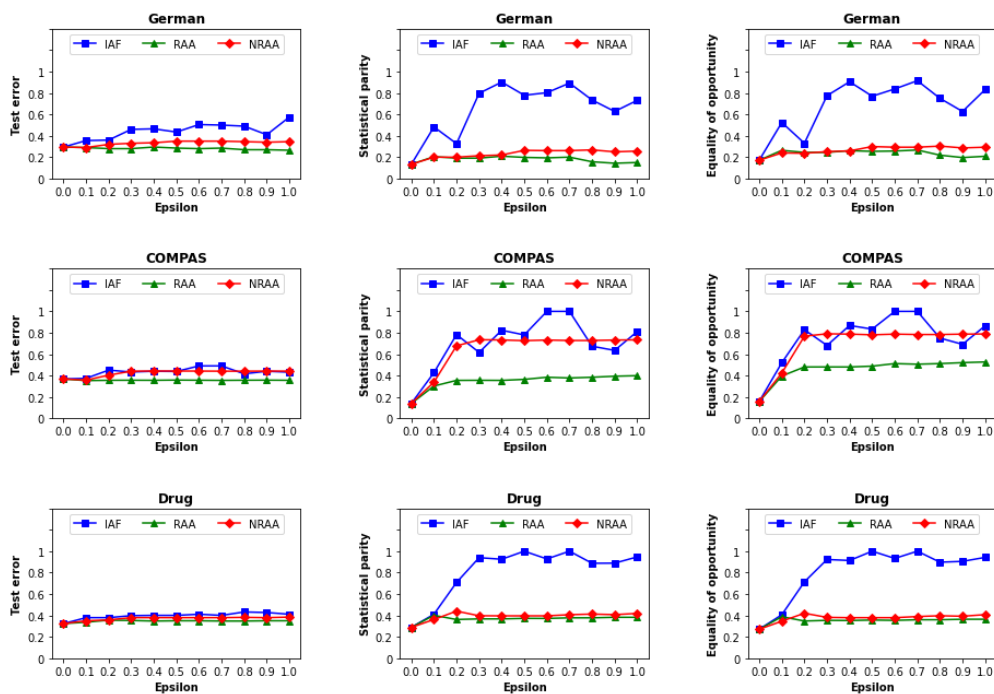 German
IAF RAA NRAA
Test error
1
0.8
0.6
0.4
0.2
0
0.0 0.1 0.2 0.3 0.4 0.5 0.6 0.7 0.8 0.9 1.0
Epsilon
German
IAF RAA NRAA
Statistical parity
1
0.8
0.6
0.4
0.2
0
0.0 0.1 0.2 0.3 0.4 0.5 0.6 0.7 0.8 0.9 1.0
Epsilon
German
IAF RAA NRAA
Equality of opportunity
1
0.8
0.6
0.4
0.2
0
0.0 0.1 0.2 0.3 0.4 0.5 0.6 0.7 0.8 0.9 1.0
Epsilon
COMPAS
IAF RAA NRAA
Test error
1
0.8
0.6
0.4
0.2
0
0.0 0.1 0.2 0.3 0.4 0.5 0.6 0.7 0.8 0.9 1.0
Epsilon
COMPAS
IAF RAA NRAA
Statistical parity
1
0.8
0.6
0.4
0.2
0
0.0 0.1 0.2 0.3 0.4 0.5 0.6 0.7 0.8 0.9 1.0
Epsilon
COMPAS
IAF RAA NRAA
Equality of opportunity
1
0.8
0.6
0.4
0.2
0
0.0 0.1 0.2 0.3 0.4 0.5 0.6 0.7 0.8 0.9 1.0
Epsilon
Drug
IAF RAA NRAA
Test error
1
0.8
0.6
0.4
0.2
0
0.0 0.1 0.2 0.3 0.4 0.5 0.6 0.7 0.8 0.9 1.0
Epsilon
Drug
IAF RAA NRAA
Statistical parity
1
0.8
0.6
0.4
0.2
0
0.0 0.1 0.2 0.3 0.4 0.5 0.6 0.7 0.8 0.9 1.0
Epsilon
Drug
IAF RAA NRAA
Equality of opportunity
1
0.8
0.6
0.4
0.2
0
0.0 0.1 0.2 0.3 0.4 0.5 0.6 0.7 0.8 0.9 1.0
Epsilon